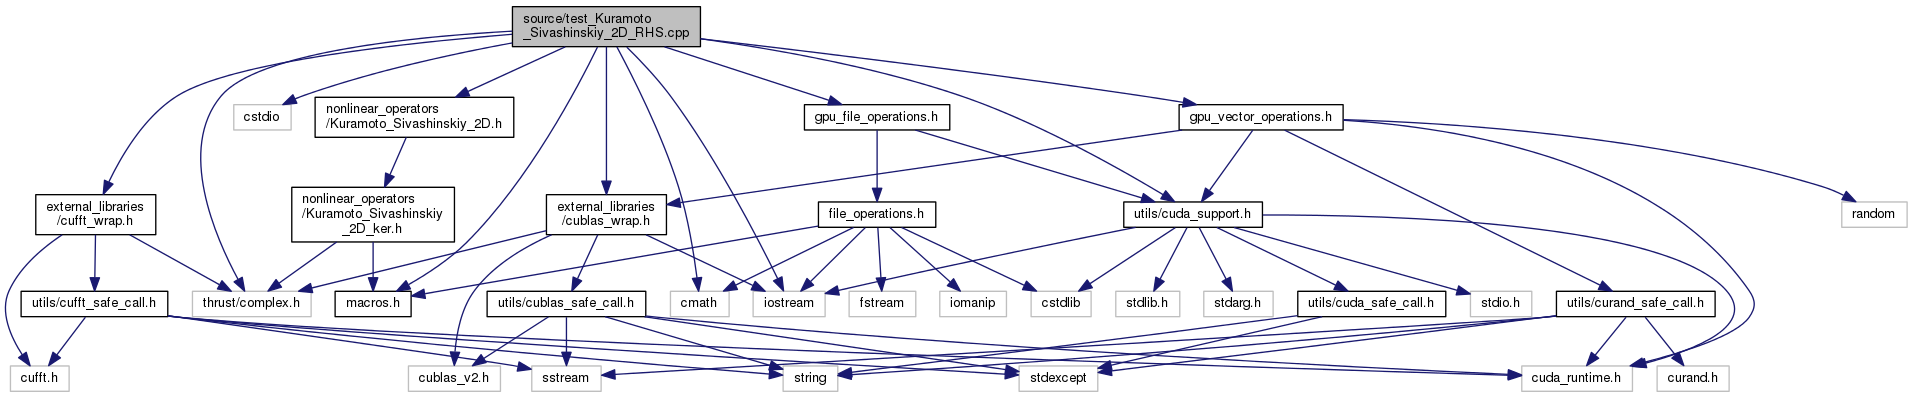 source/test_Kuramoto
_Sivashinskiy_2D_RHS.cpp
cstdio
nonlinear_operators
/Kuramoto_Sivashinskiy_2D.h
gpu_file_operations.h
gpu_vector_operations.h
external_libraries
/cufft_wrap.h
nonlinear_operators
/Kuramoto_Sivashinskiy
_2D_ker.h
external_libraries
/cublas_wrap.h
file_operations.h
utils/cuda_support.h
random
utils/cufft_safe_call.h
thrust/complex.h
macros.h
utils/cublas_safe_call.h
cmath
iostream
fstream
iomanip
cstdlib
stdlib.h
stdarg.h
utils/cuda_safe_call.h
stdio.h
utils/curand_safe_call.h
cufft.h
cublas_v2.h
sstream
string
stdexcept
cuda_runtime.h
curand.h